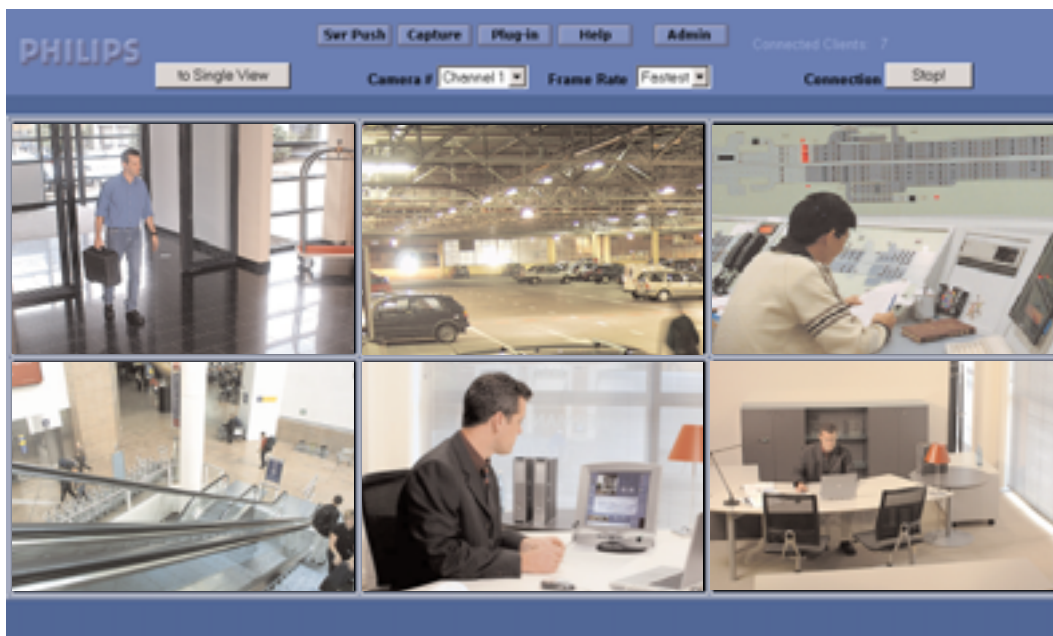 PHILIPS
Svr Push Capture Plug-in Help Admin
Connected Clients: 7
to Single View
Camera # Channel 1 Frame Rate Fastest Connection Stop!